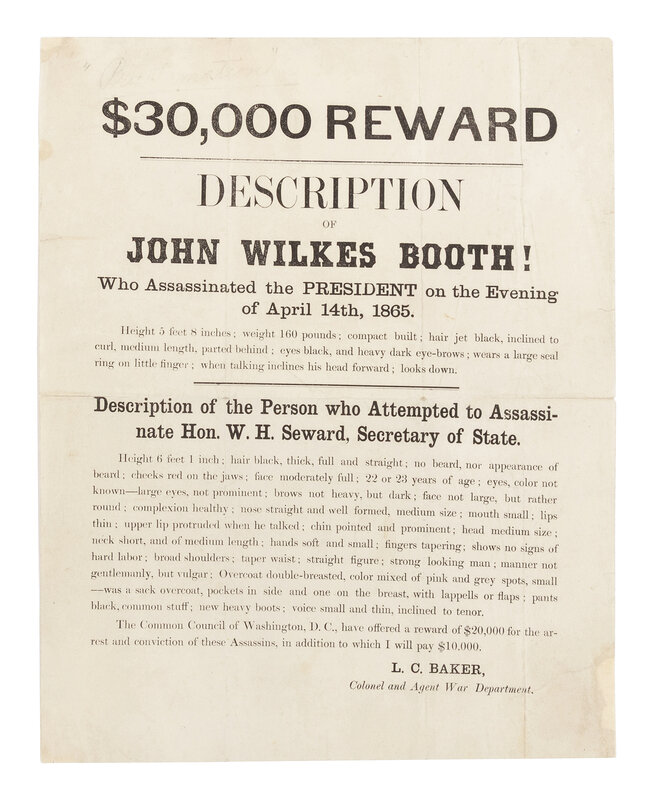 $30,000 REWARD
DESCRIPTION
OF
JOHN WILKES BOOTH!
Who Assassinated the PRESIDENT on the Evening
of April 14th, 1865.
Height 5 feet 8 inches; weight 160 pounds; compact built; hair jet black, inclined to
curl, medium length, parted behind; eyes black, and heavy dark eye-brows; wears a large seal
ring on little finger; when talking inclines his head forward; looks down.
Description of the Person who Attempted to Assassi-
nate Hon. W. H. Seward, Secretary of State.
Height 6 feet 1 inch; hair black, thick, full and straight; no beard, nor appearance of
beard; cheeks red on the jaws; face moderately full; 22 or 23 years of age; eyes, color not
known—large eyes, not prominent; brows not heavy, but dark; face not large, but rather
round; complexion healthy; nose straight and well formed, medium size; mouth small; lips
thin; upper lip protruded when he talked; chin pointed and prominent; head medium size;
neck short, and of medium length; hands soft and small; fingers tapering; shows no signs of
hard labor; broad shoulders; taper waist; straight figure; strong looking man; manner not
gentlemanly, but vulgar; Overcoat double-breasted, color mixed of pink and grey spots, small
—was a sack overcoat, pockets in side and one on the breast, with lappells or flaps; pants
black, common stuff; new heavy boots; voice small and thin, inclined to tenor.
The Common Council of Washington, D. C., have offered a reward of $20,000 for the ar-
rest and conviction of these Assassins, in addition to which I will pay $10,000.
L. C. BAKER,
Colonel and Agent War Department.